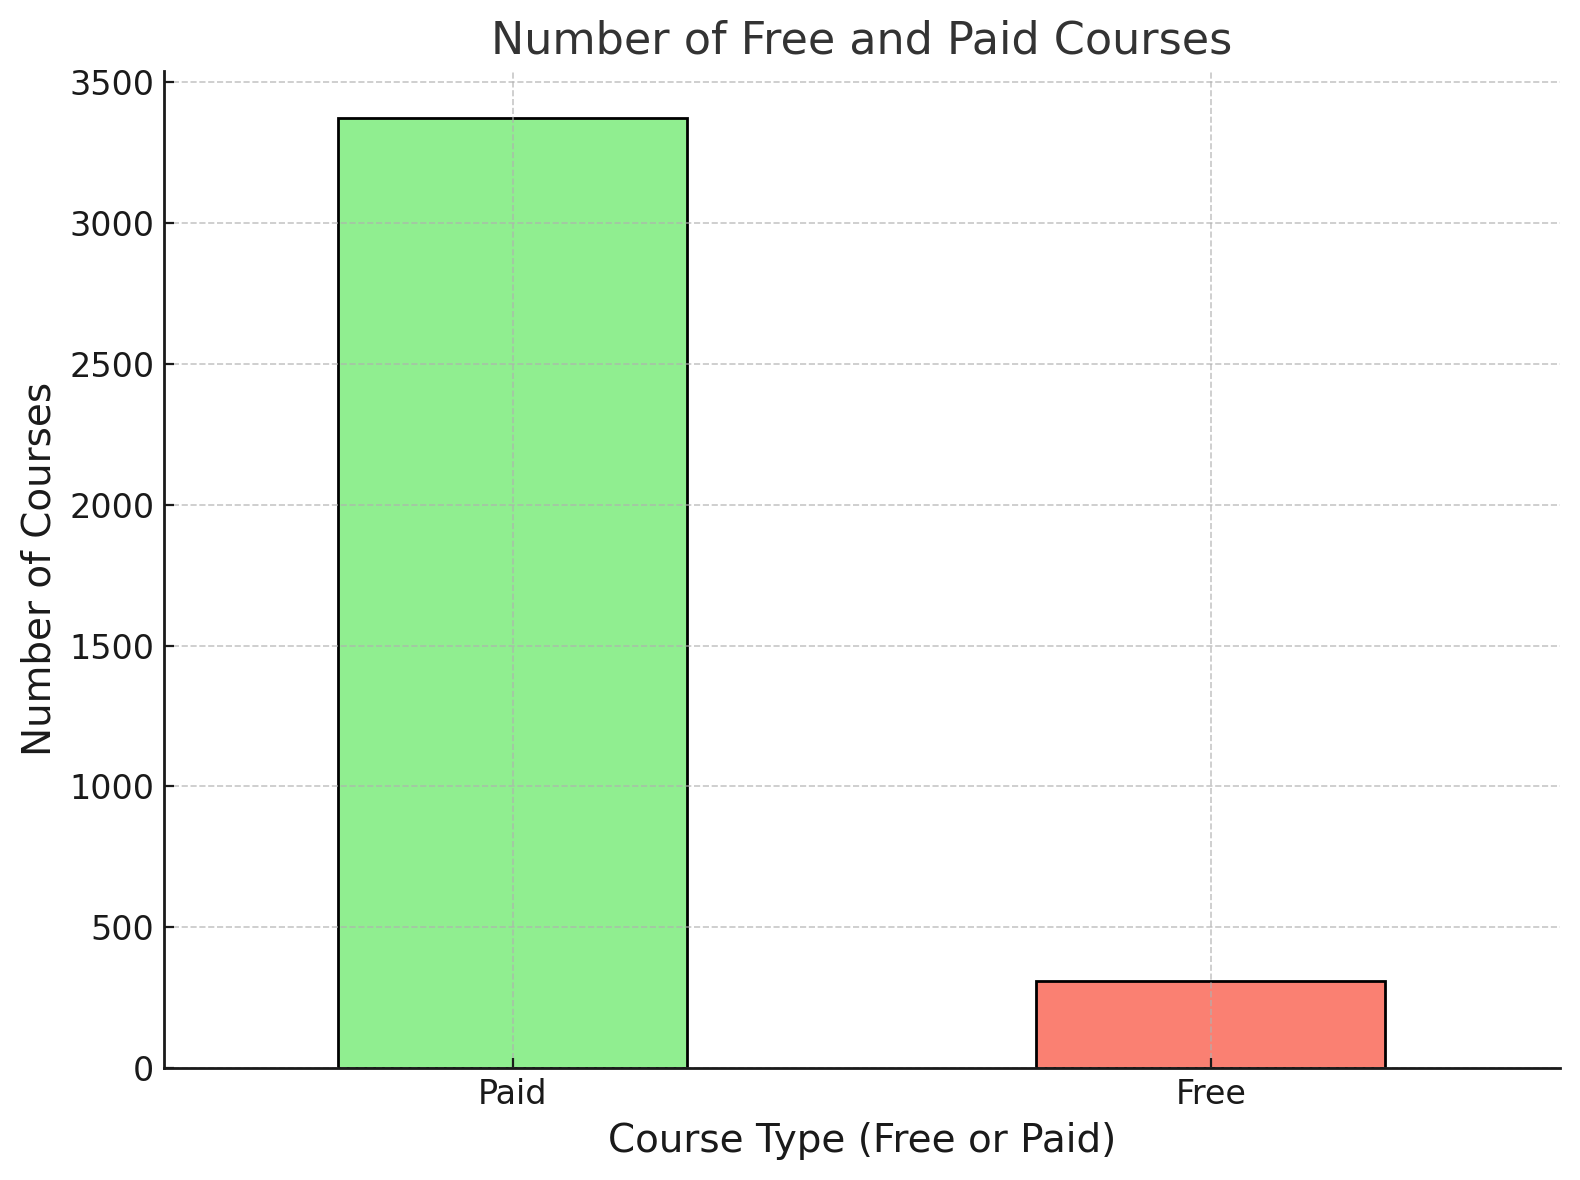 Number of Free and Paid Courses
Number of Courses
3500
3000
2500
2000
1500
1000
500
0
Paid
Free
Course Type (Free or Paid)